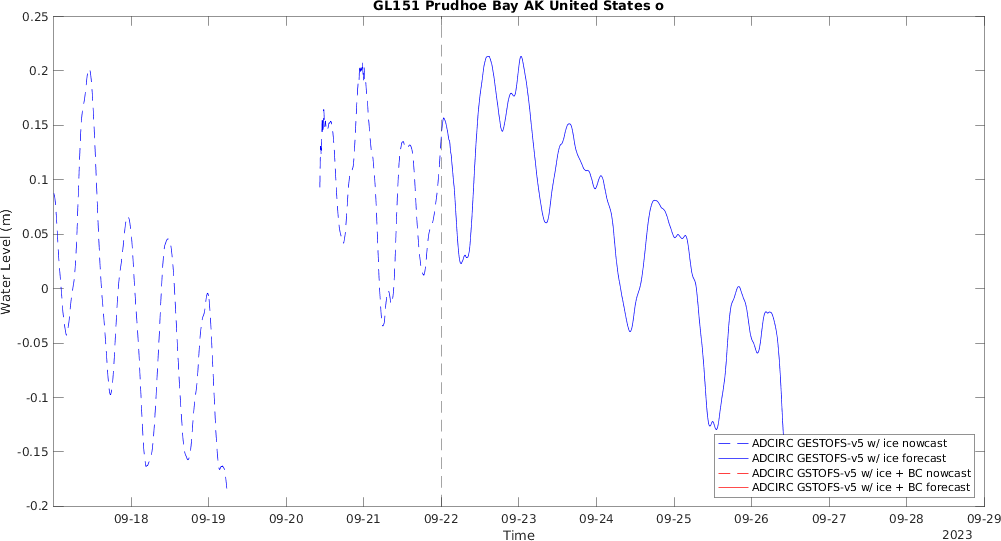 GL151 Prudhoe Bay AK United States o
0.25
0.2
0.15
0.1
0.05
0
-0.05
-0.1
-0.15
-0.2
Water Level (m)
ADCIRC GESTOFS-v5 w/ ice nowcast
ADCIRC GESTOFS-v5 w/ ice forecast
ADCIRC GSTOFS-v5 w/ ice + BC nowcast
ADCIRC GSTOFS-v5 w/ ice + BC forecast
09-18 09-19 09-20 09-21 09-22 09-23 09-24 09-25 09-26 09-27 09-28 09-29
Time
2023